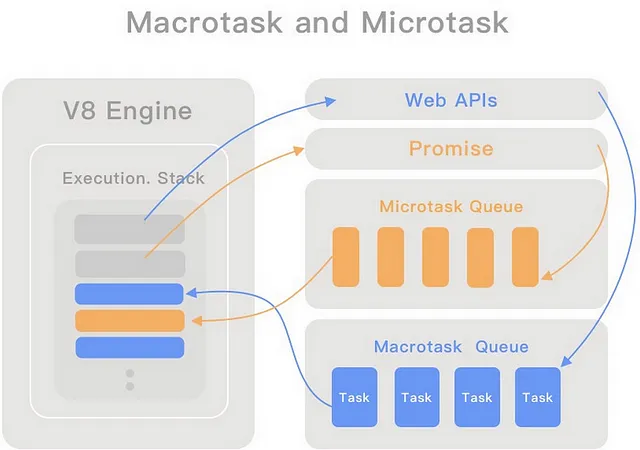 Macrotask and Microtask
V8 Engine
Execution. Stack
Web APIs
Promise
Microtask Queue
Macrotask Queue
Task
Task
Task
Task